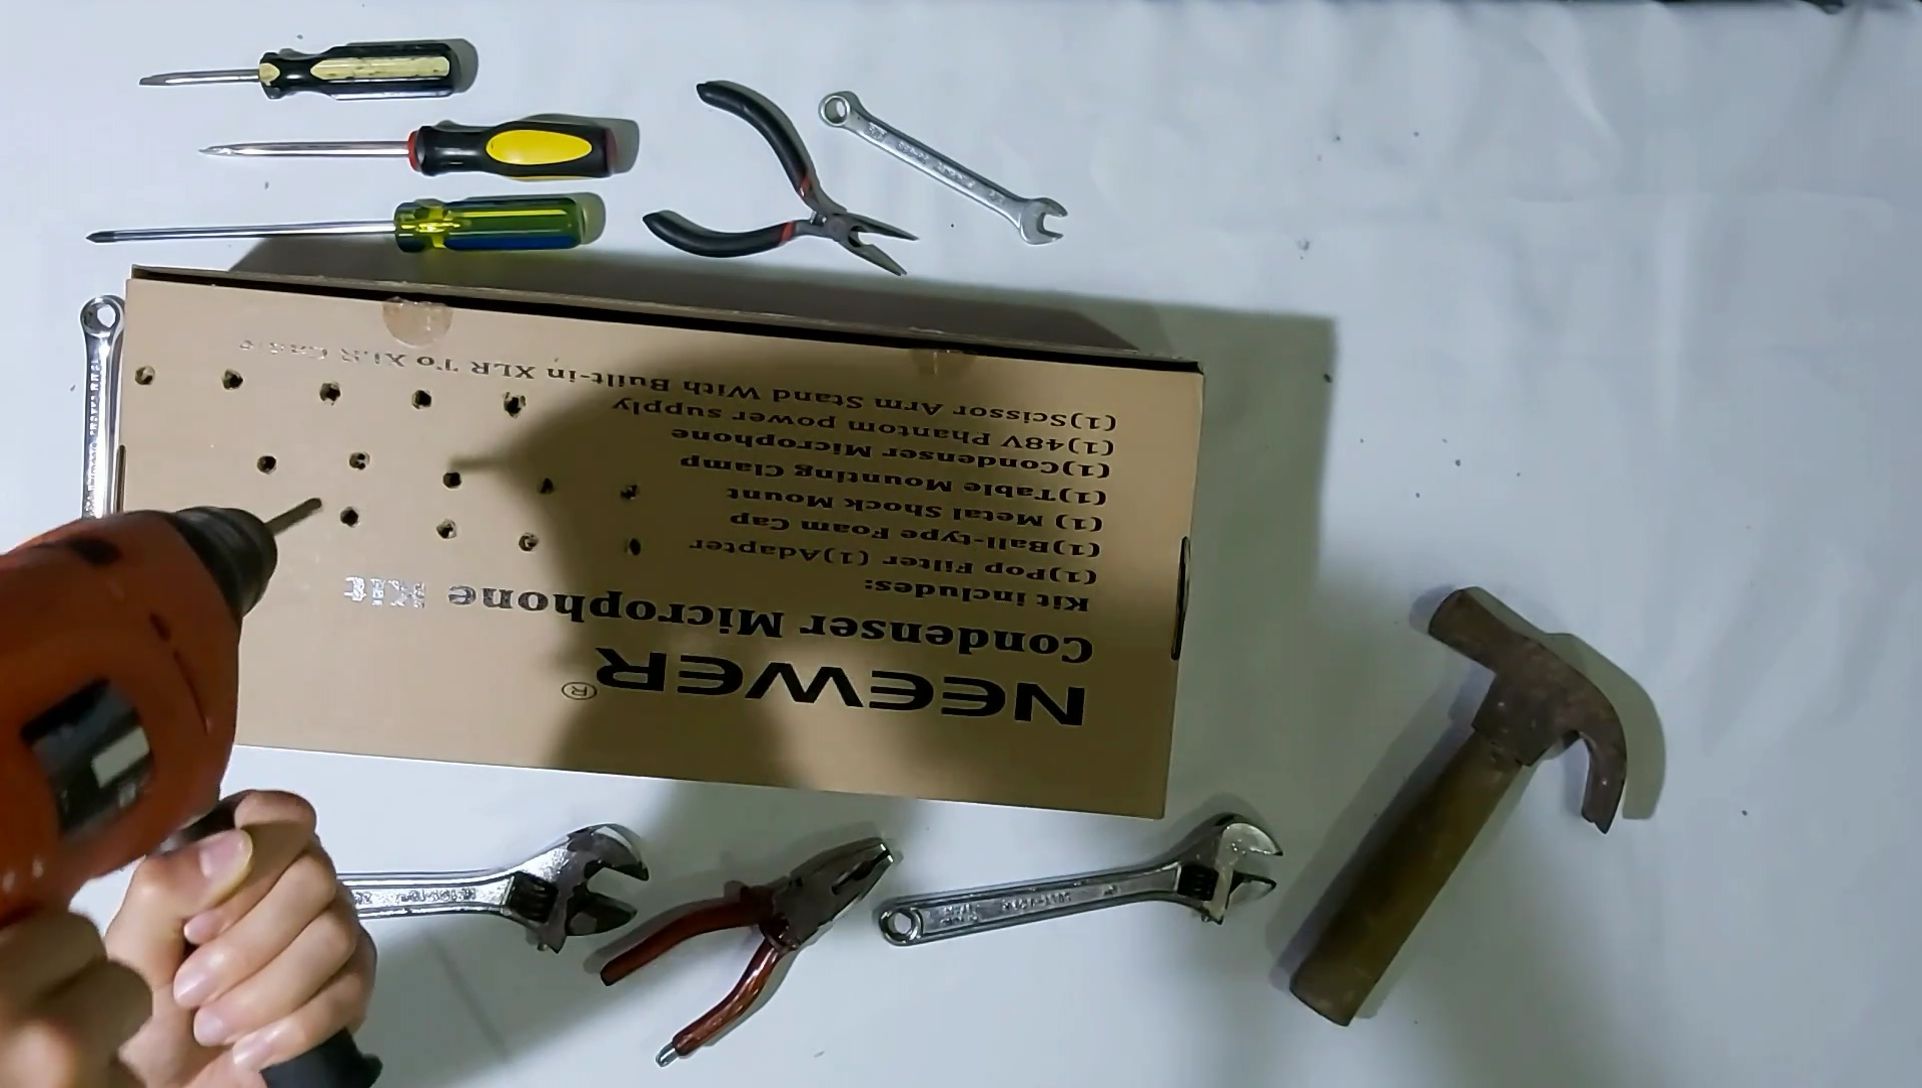 NEEWER®
Condenser Microphone Kit
Kit includes:
(1)Pop Filter (1)Adapter
(1)Ball-type Foam Cap
(1) Metal Shock Mount
(1)Table Mounting Clamp
(1)Condenser Microphone
(1)48V Phantom power supply
(1)Scissor Arm Stand With Built-in XLR To XLR Cable